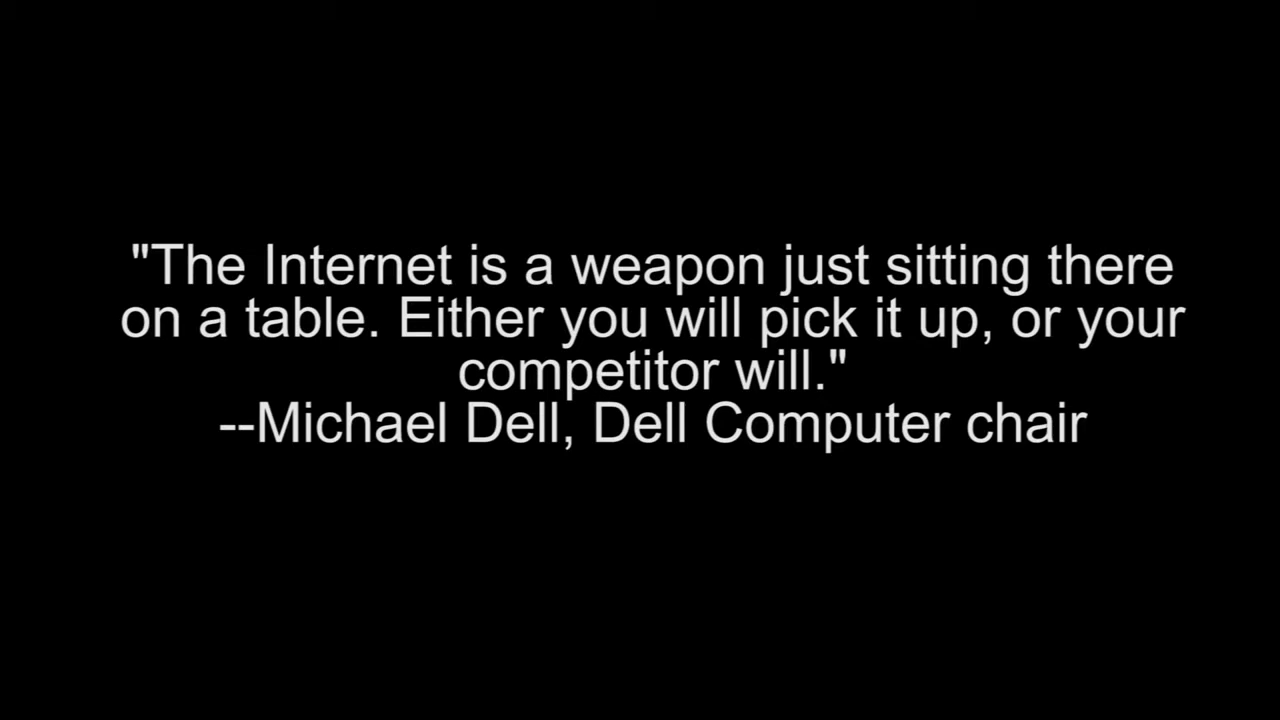 "The Internet is a weapon just sitting there
on a table. Either you will pick it up, or your
competitor will."
--Michael Dell, Dell Computer chair